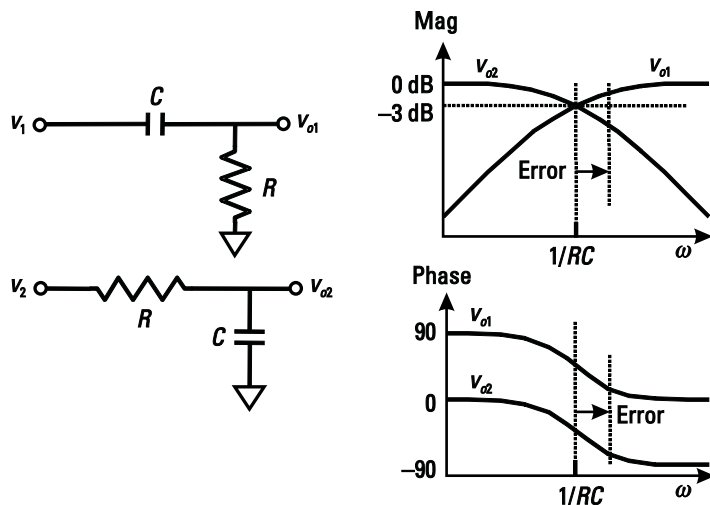 C
V1
Vo1
R
V2
R
Vo2
C
Mag
Vo2
Vo1
0 dB
–3 dB
Error
1/RC
ω
Phase
90
Vo1
Vo2
0
Error
–90
1/RC
ω